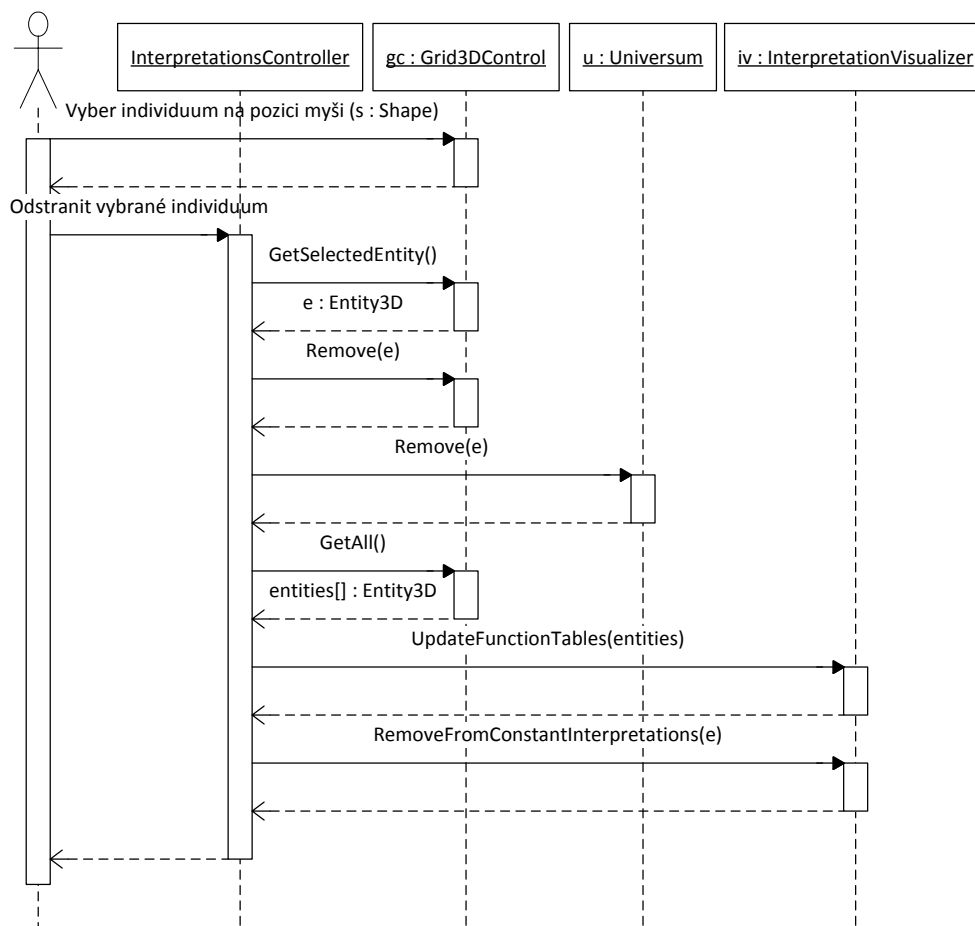 InterpretationsController
gc : Grid3DControl
u : Universum
iv : InterpretationVisualizer
Vyber individuum na pozici myši (s : Shape)
Odstranit vybrané individuum
GetSelectedEntity()
e : Entity3D
Remove(e)
Remove(e)
GetAll()
entities[] : Entity3D
UpdateFunctionTables(entities)
RemoveFromConstantInterpretations(e)